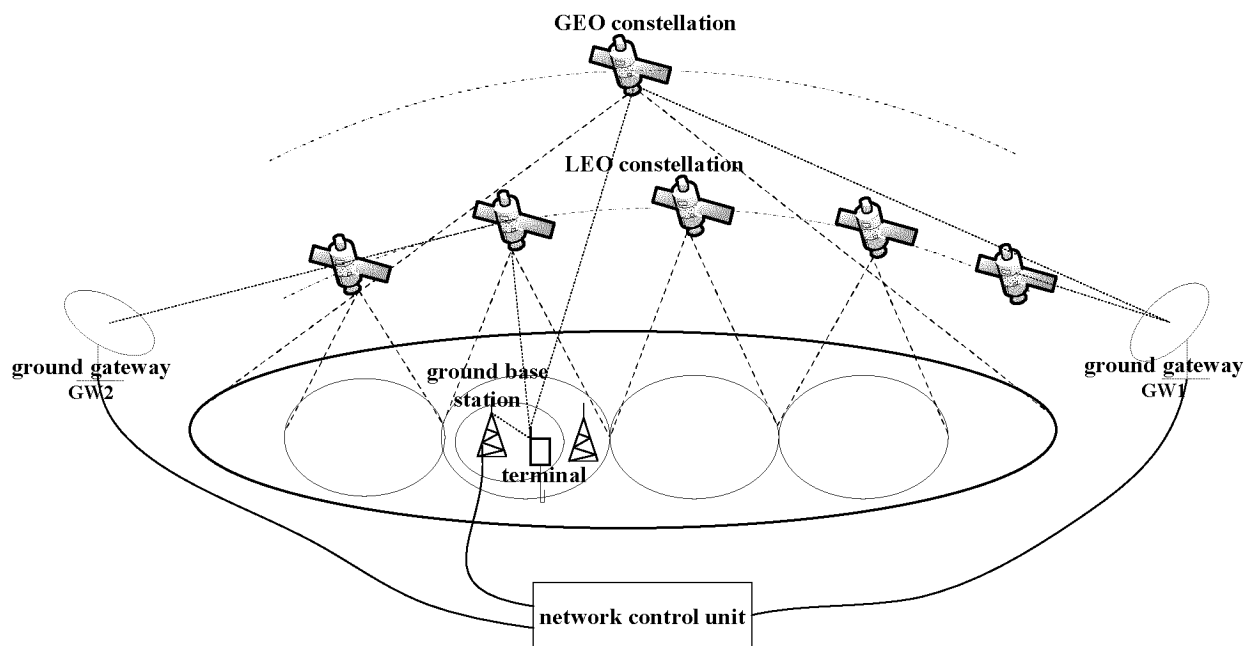 GEO constellation
LEO constellation
ground gateway
GW2
ground base
station
ground gateway
GW1
terminal
network control unit